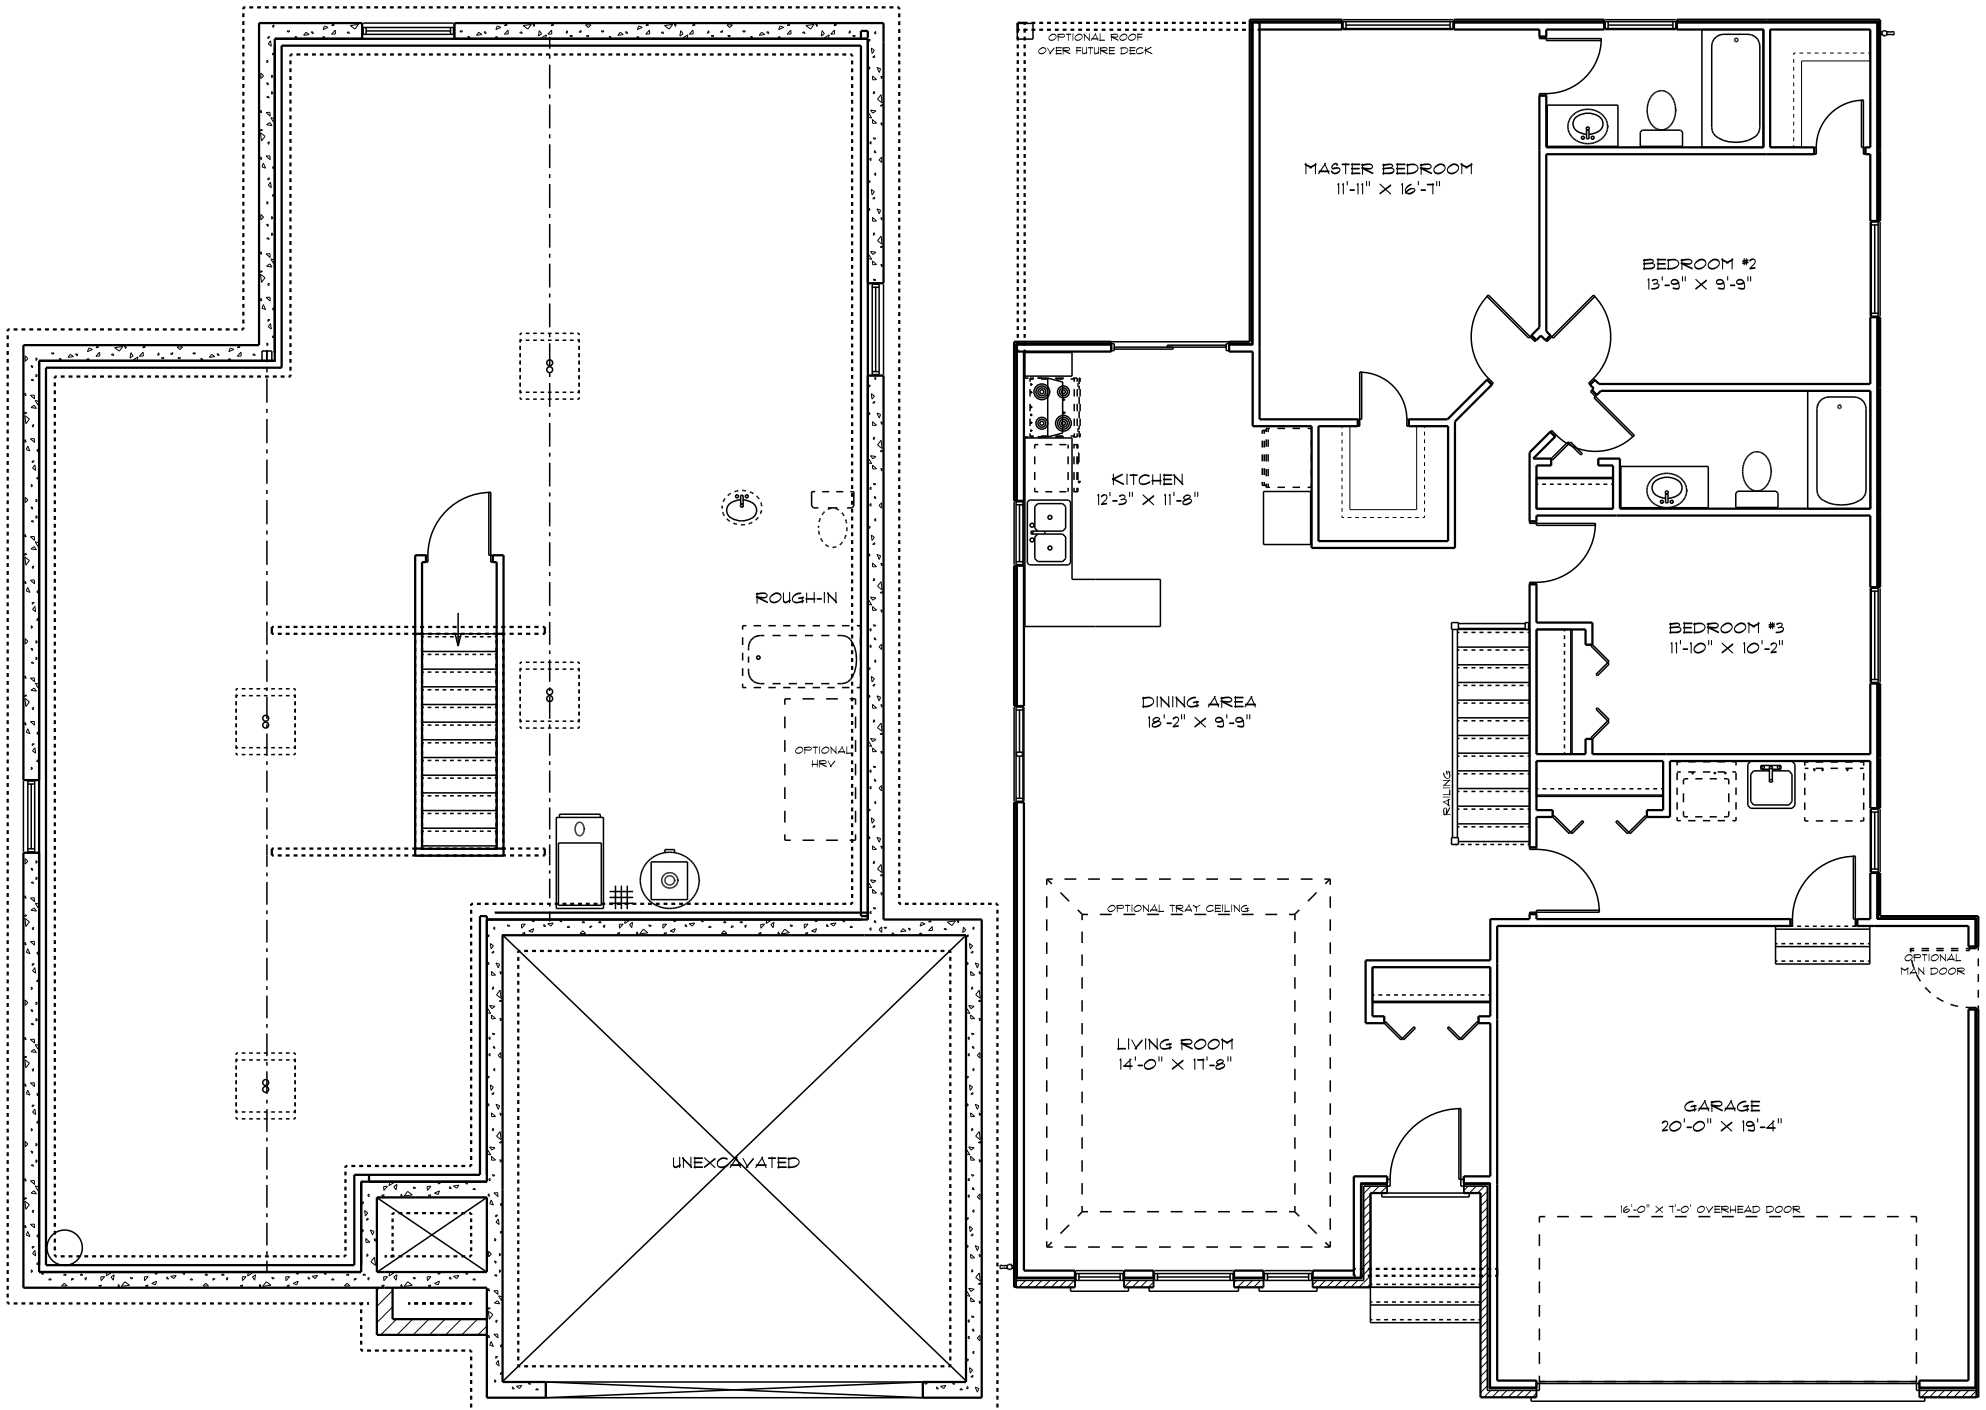 ROUGH-IN
OPTIONAL
HRV
UNEXCAVATED
OPTIONAL ROOF
OVER FUTURE DECK
MASTER BEDROOM
11'-11" X 16'-7"
BEDROOM #2
13'-9" X 9'-9"
KITCHEN
12'-3" X 11'-8"
BEDROOM #3
11'-10" X 10'-2"
DINING AREA
18'-2" X 9'-9"
RAILING
OPTIONAL TRAY CEILING
OPTIONAL
MAN DOOR
LIVING ROOM
14'-0" X 17'-8"
GARAGE
20'-0" X 19'-4"
16'-0" X 7'-0' OVERHEAD DOOR